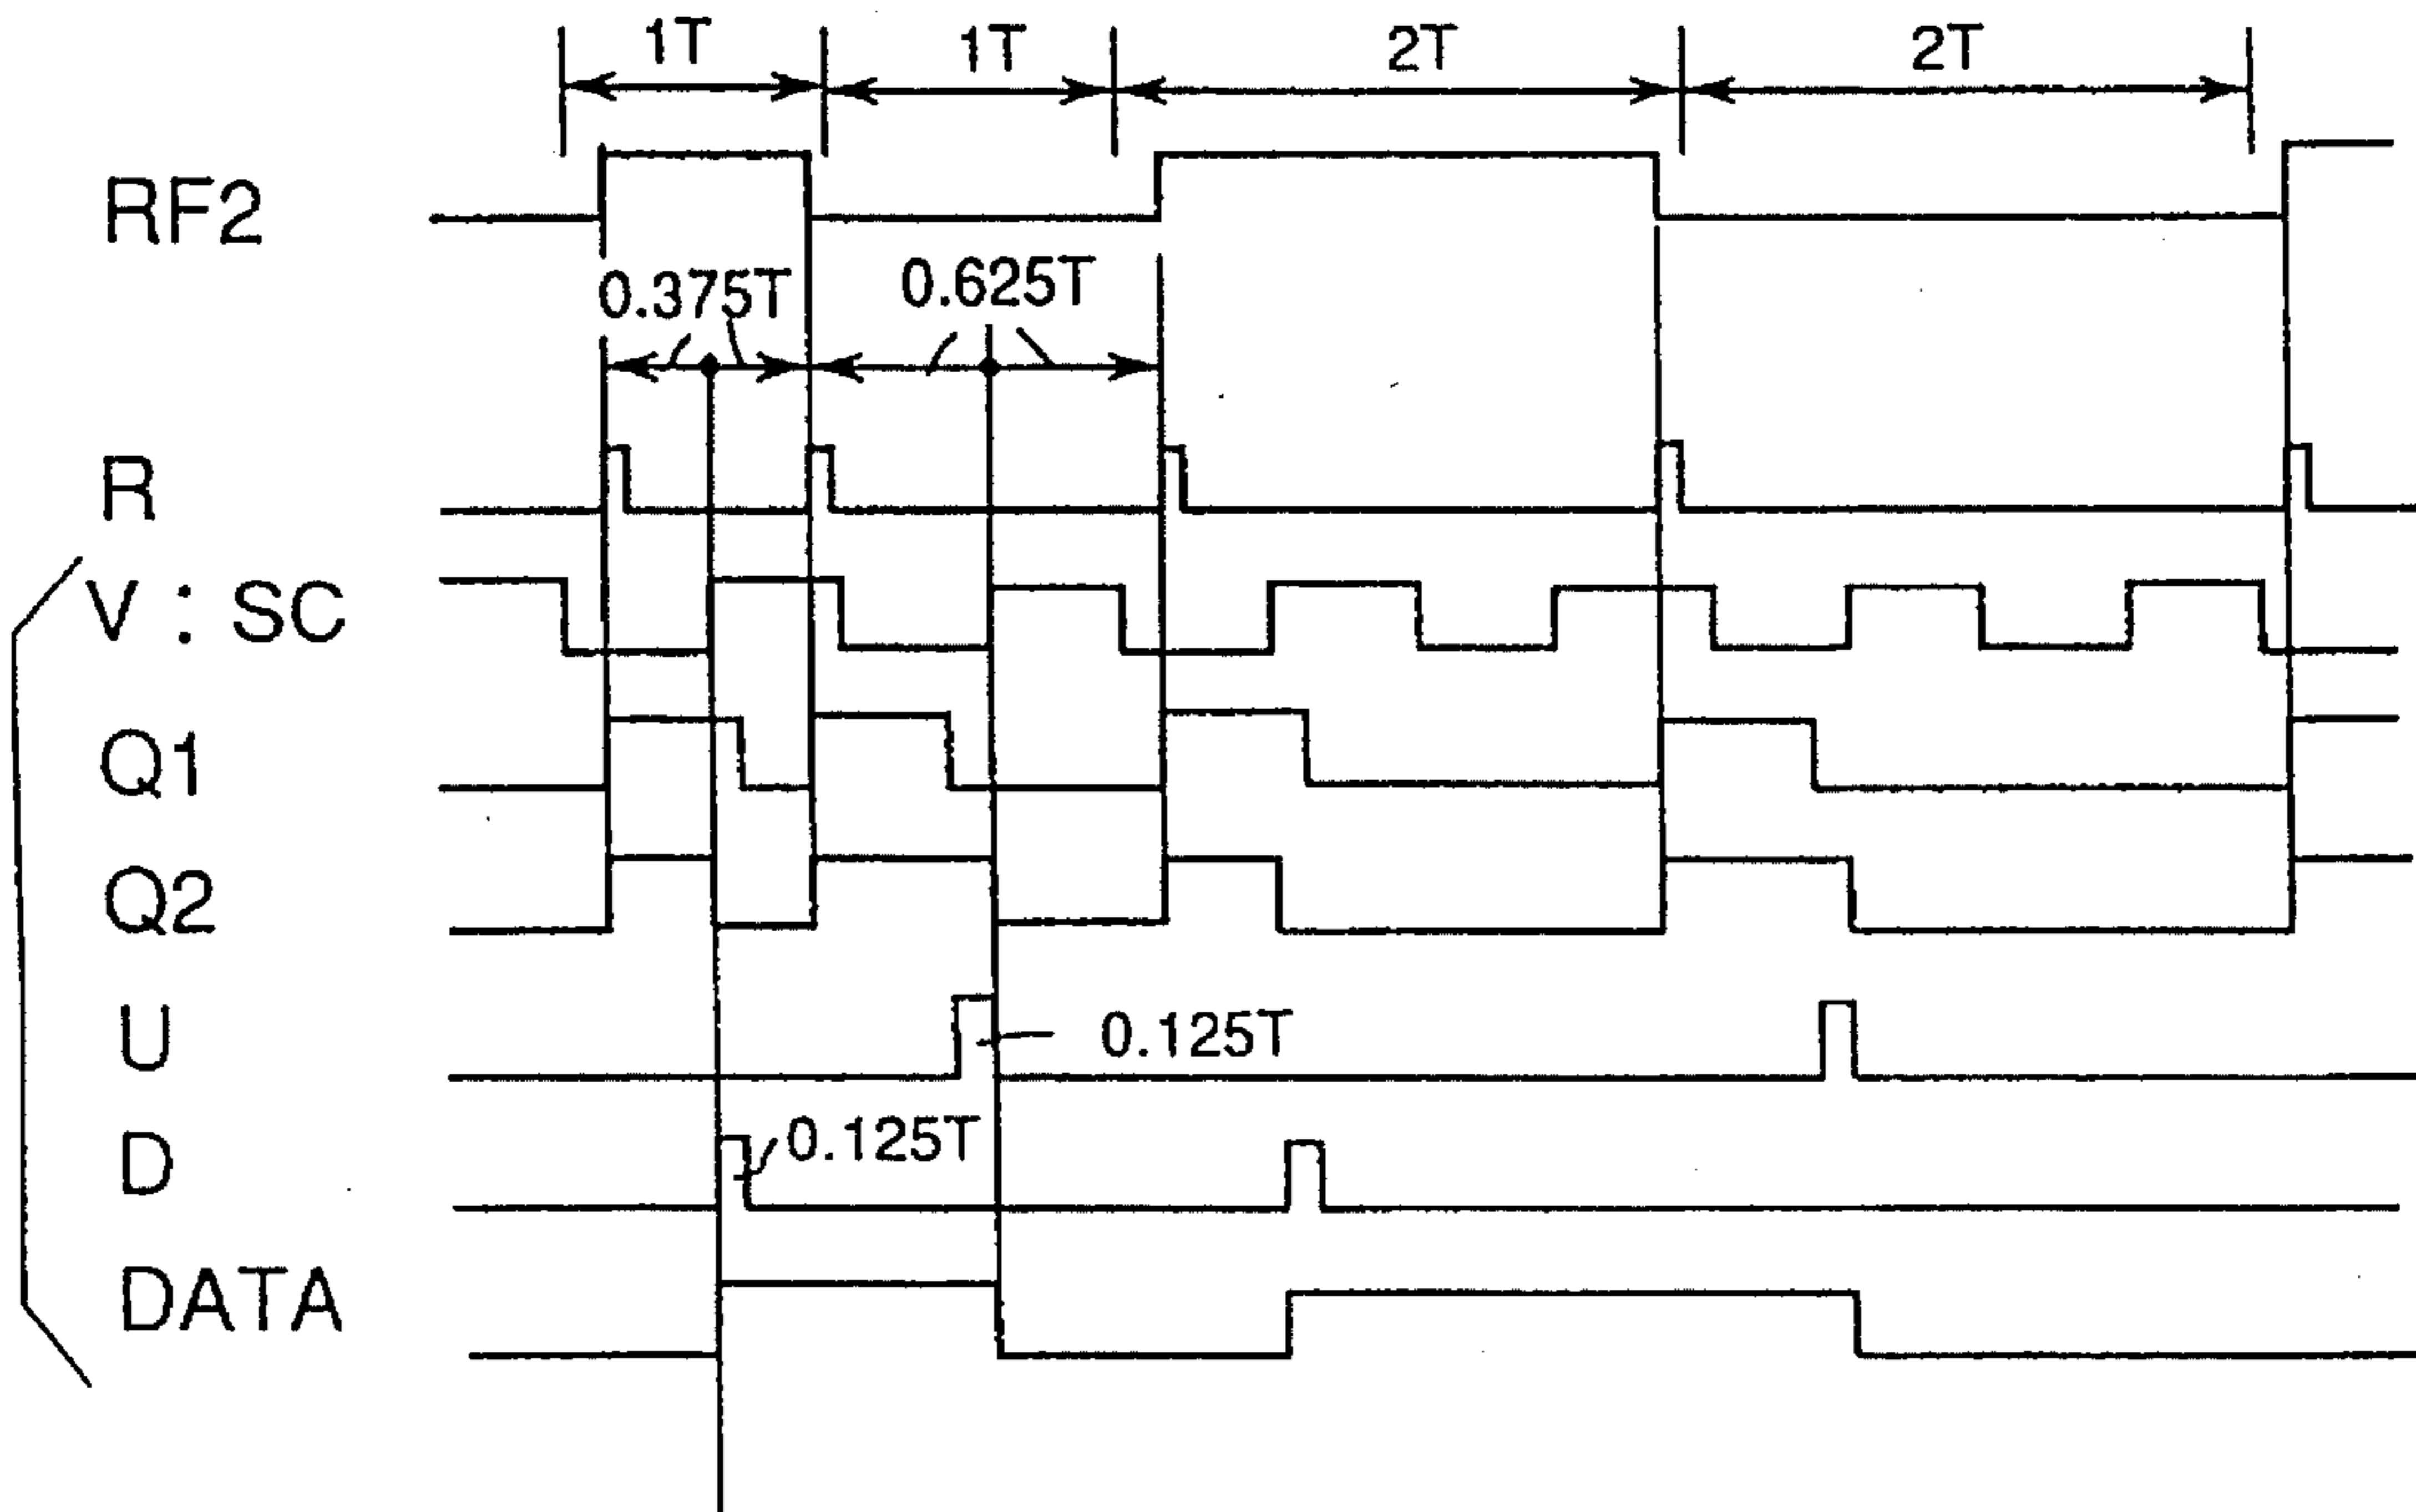 1T 1T 2T 2T
RF2
0.375T 0.625T
R
V : SC
Q1
Q2
U 0.125T
D 0.125T
DATA